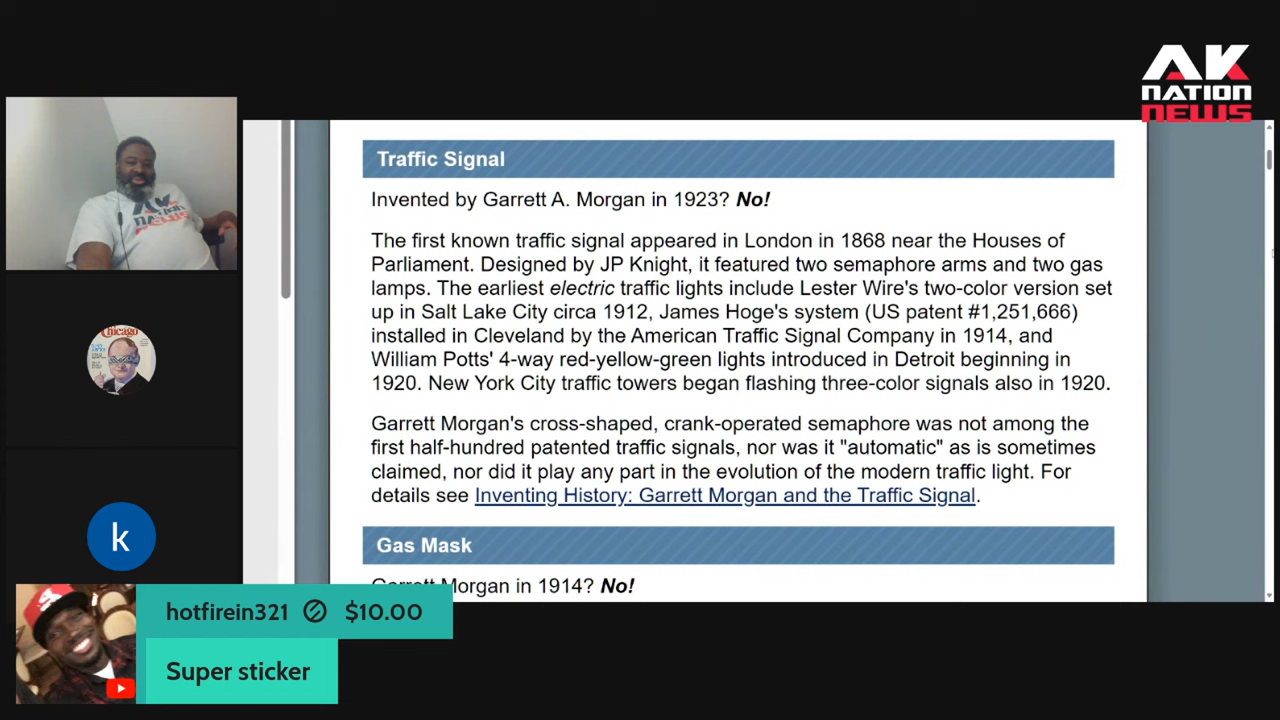 AK
NATION
NEWS
Traffic Signal
Invented by Garrett A. Morgan in 1923? No!
The first known traffic signal appeared in London in 1868 near the Houses of
Parliament. Designed by JP Knight, it featured two semaphore arms and two gas
lamps. The earliest electric traffic lights include Lester Wire's two-color version set
up in Salt Lake City circa 1912, James Hoge's system (US patent #1,251,666)
installed in Cleveland by the American Traffic Signal Company in 1914, and
William Potts' 4-way red-yellow-green lights introduced in Detroit beginning in
1920. New York City traffic towers began flashing three-color signals also in 1920.
Garrett Morgan's cross-shaped, crank-operated semaphore was not among the
first half-hundred patented traffic signals, nor was it "automatic" as is sometimes
claimed, nor did it play any part in the evolution of the modern traffic light. For
details see Inventing History: Garrett Morgan and the Traffic Signal.
Gas Mask
Garrett Morgan in 1914? No!
AK
NATION
NEWS
Chicago
k
hotfirein321 $10.00
Super sticker